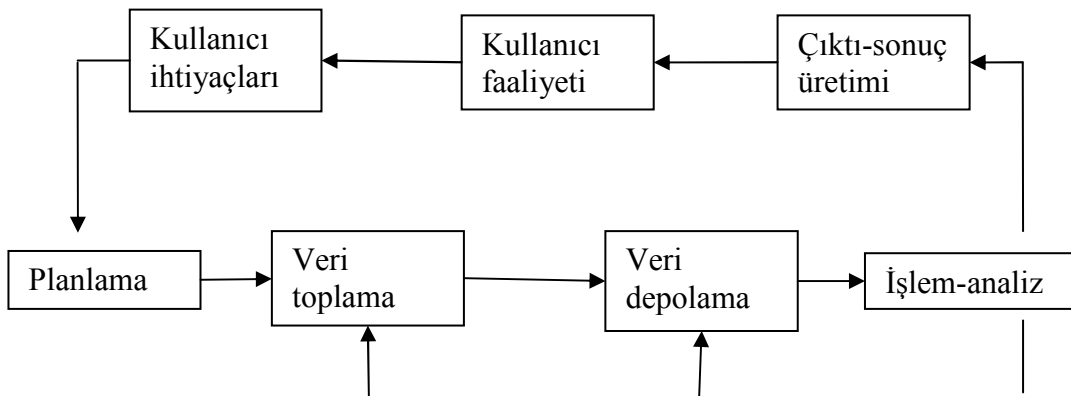 Kullanıcı
ihtiyaçları
Kullanıcı
faaliyeti
Çıktı-sonuç
üretimi
Planlama
Veri
toplama
Veri
depolama
İşlem-analiz